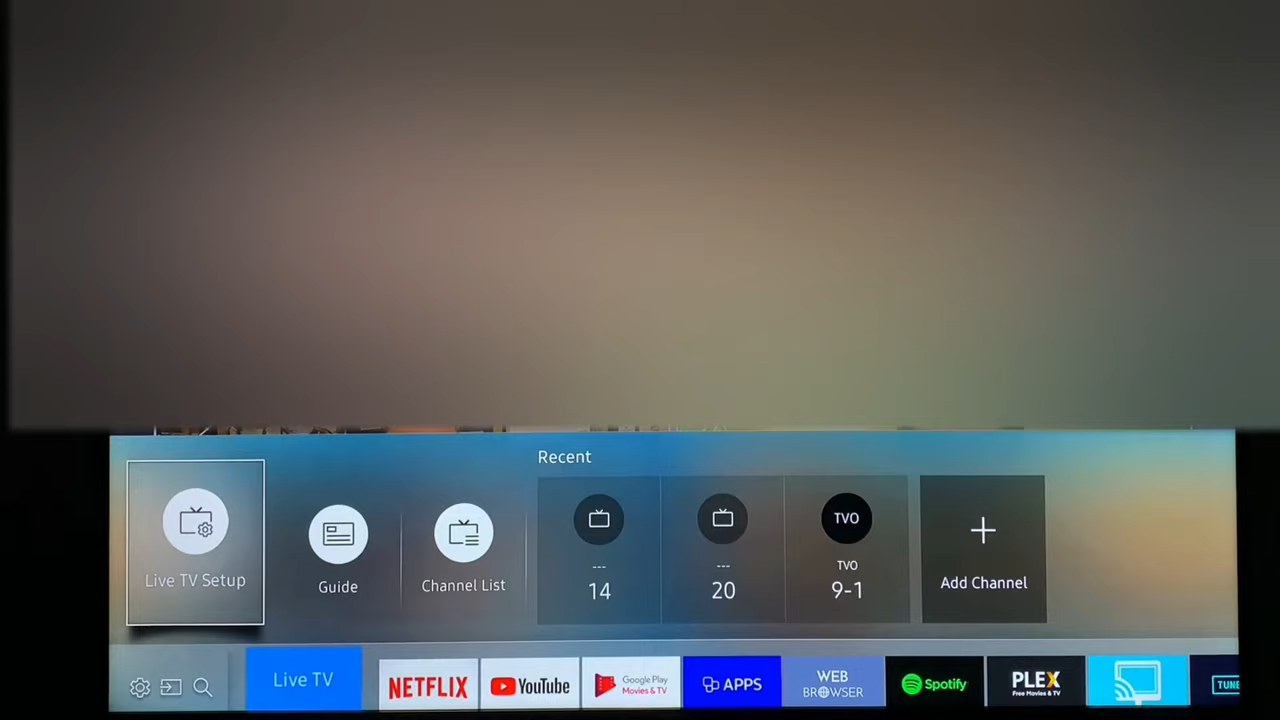 Recent
Live TV Setup
Guide
Channel List
---
14
---
20
TVO
TVO
9-1
Add Channel
Live TV
NETFLIX
YouTube
Google Play
Movies & TV
APPS
WEB
BROWSER
Spotify
PLEX
Free Movies & TV
TUNE